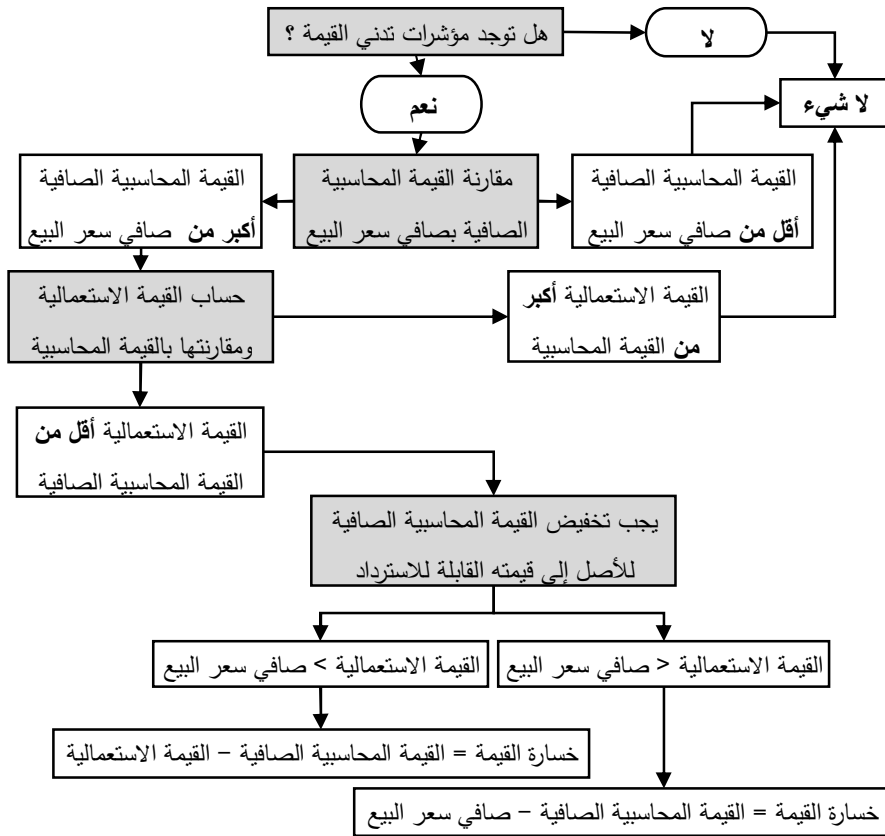 هل توجد مؤشرات تدني القيمة ؟
لا
لا شيء
نعم
مقارنة القيمة المحاسبية
الصافية بصافي سعر البيع
القيمة المحاسبية الصافية
أقل من صافي سعر البيع
القيمة المحاسبية الصافية
أكبر من صافي سعر البيع
حساب القيمة الاستعمالية
ومقارنتها بالقيمة المحاسبية
القيمة الاستعمالية أكبر
من القيمة المحاسبية
القيمة الاستعمالية أقل من
القيمة المحاسبية الصافية
يجب تخفيض القيمة المحاسبية الصافية
للأصل إلى قيمته القابلة للاسترداد
القيمة الاستعمالية < صافي سعر البيع
القيمة الاستعمالية > صافي سعر البيع
خسارة القيمة = القيمة المحاسبية الصافية – القيمة الاستعمالية
خسارة القيمة = القيمة المحاسبية الصافية – صافي سعر البيع